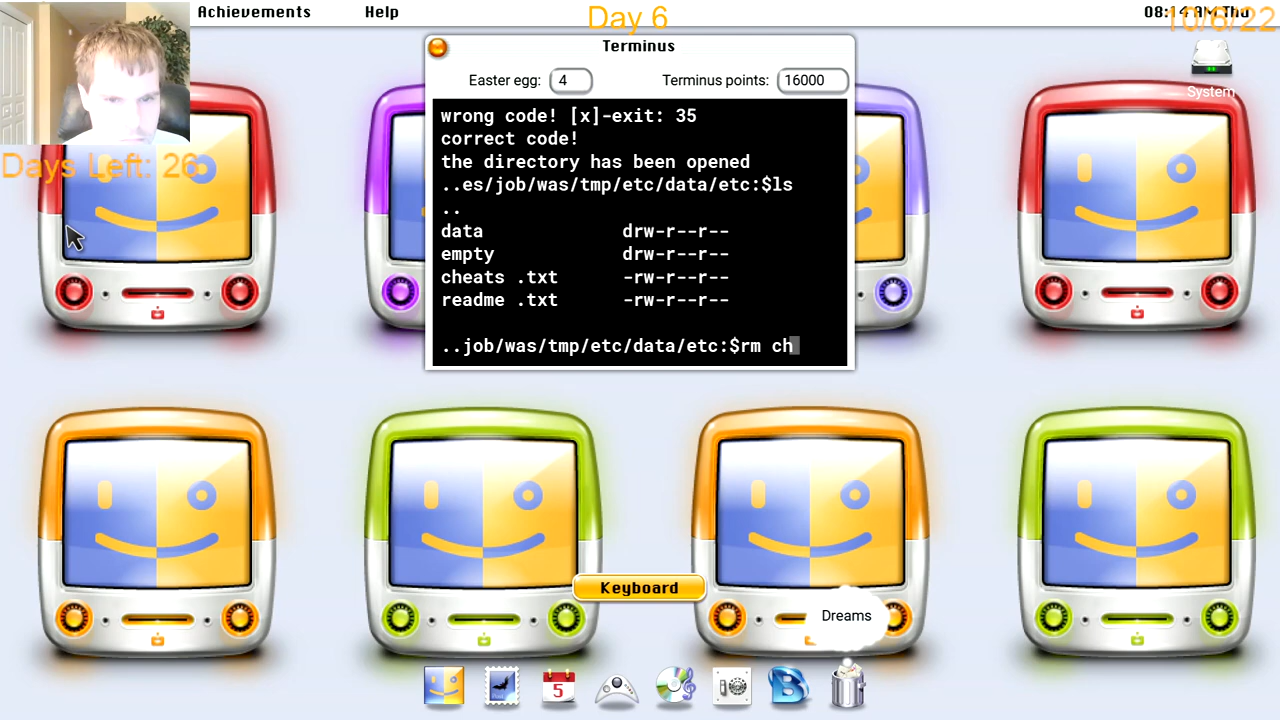 Achievements
Help
Day 6
08:14 AM Thu
10/6/22
Terminus
Easter egg: 4
Terminus points: 16000
System
Days Left: 26
wrong code! [x]-exit: 35
correct code!
the directory has been opened
..es/job/was/tmp/etc/data/etc:$ls
..
data drw-r--r--
empty drw-r--r--
cheats .txt -rw-r--r--
readme .txt -rw-r--r--
..job/was/tmp/etc/data/etc:$rm ch
Keyboard
Dreams
5
B